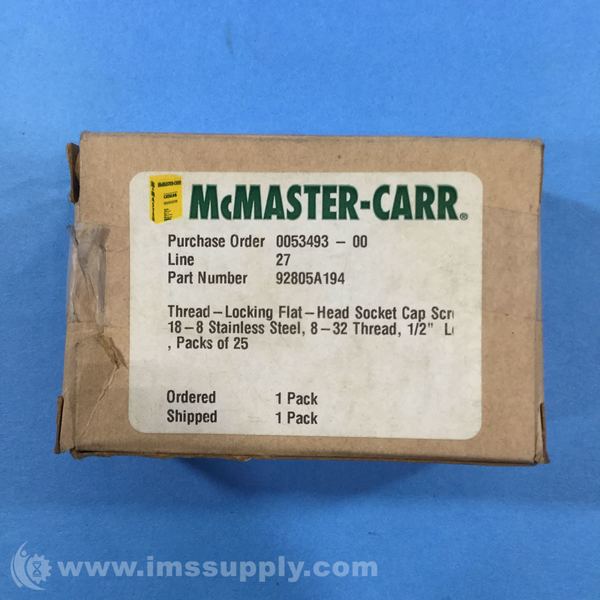 McMASTER-CARR®
Purchase Order 0053493 - 00
Line 27
Part Number 92805A194
Thread-Locking Flat-Head Socket Cap Scr
18-8 Stainless Steel, 8-32 Thread, 1/2"
, Packs of 25
Ordered 1 Pack
Shipped 1 Pack
www.imssupply.com